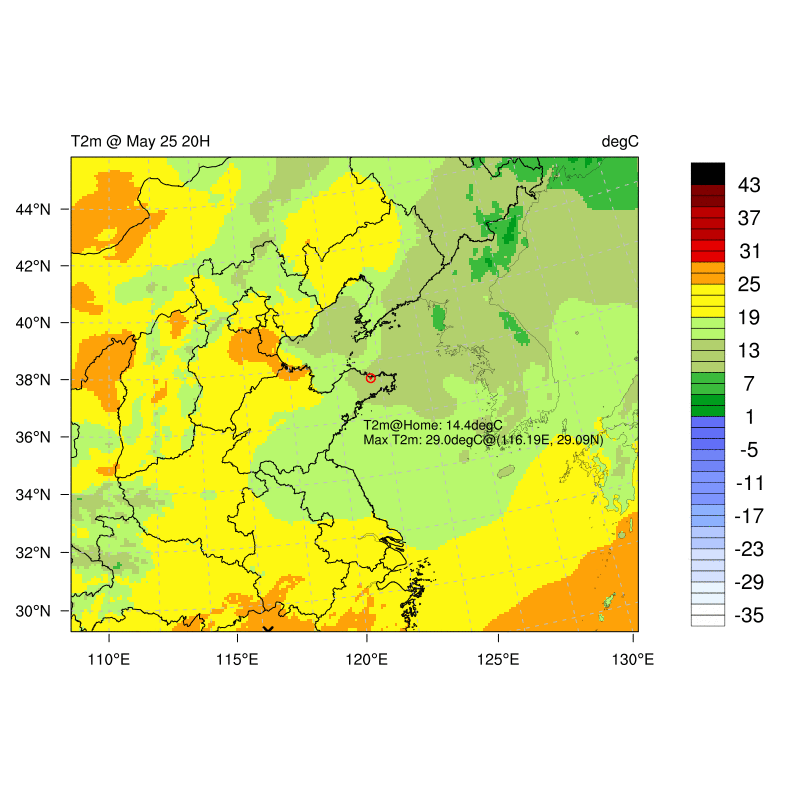 T2m @ May 25 20H
degC
44°N
42°N
40°N
38°N
36°N
34°N
32°N
30°N
T2m@Home: 14.4degC
Max T2m: 29.0degC@(116.19E, 29.09N)
110°E
115°E
120°E
125°E
130°E
43
37
31
25
19
13
7
1
-5
-11
-17
-23
-29
-35